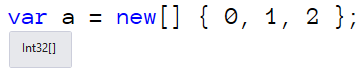 var a = new[] { 0, 1, 2 };
Int32[]